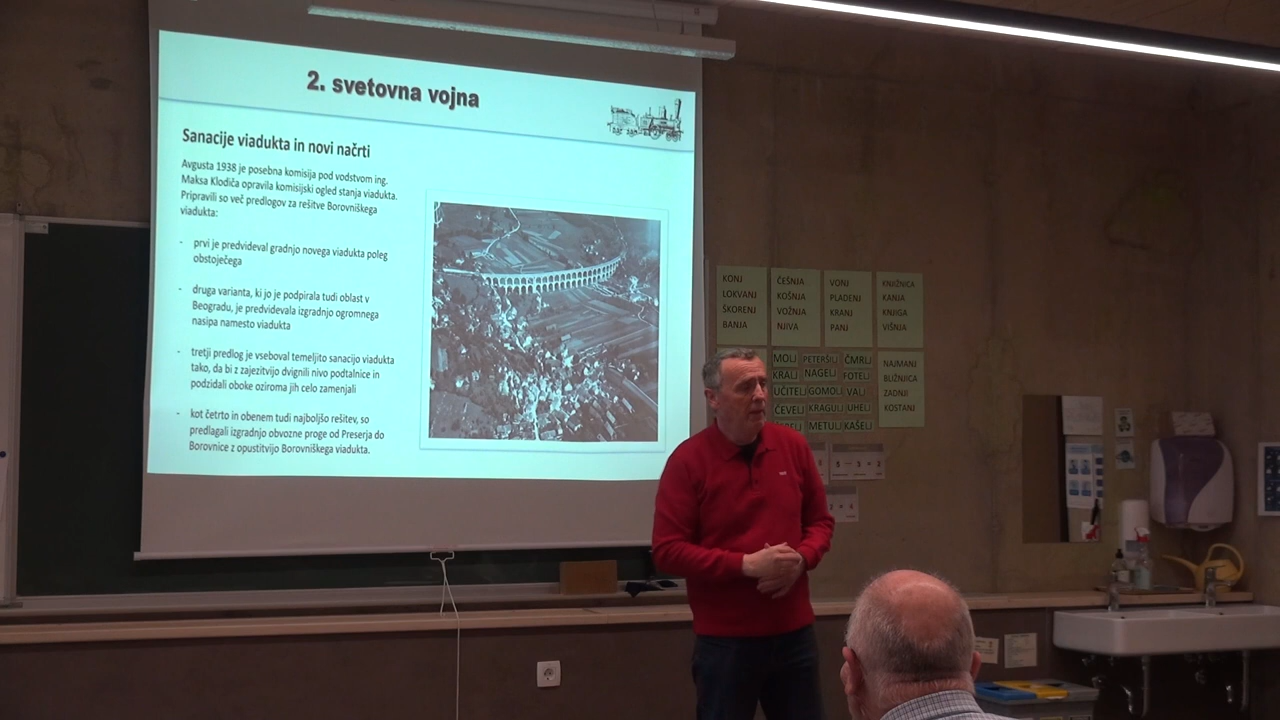 2. svetovna vojna
Sanacije viadukta in novi načrti
Avgusta 1938 je posebna komisija pod vodstvom ing.
Maksa Klodiča opravila komisijski ogled stanja viadukta.
Pripravili so več predlogov za rešitve Borovniškega
viadukta:
- prvi je predvideval gradnjo novega viadukta poleg
obstoječega
- druga varianta, ki jo je podpirala tudi oblast v
Beogradu, je predvidevala izgradnjo ogromnega
nasipa namesto viadukta
- tretji predlog je vseboval temeljito sanacijo viadukta
tako, da bi z zajezitvijo dvignili nivo podtalnice in
podzidali oboke oziroma jih celo zamenjali
- kot četrto in obenem tudi najboljšo rešitev, so
predlagali izgradnjo obvozne proge od Preserja do
Borovnice z opustitvijo Borovniškega viadukta.
KONJ
LOKVANJ
ŠKORENJ
BANJA
ČEŠNJA
KOŠNJA
VOŽNJA
NJIVA
VONJ
PLADENJ
KRANJ
PANJ
KNJIŽNICA
KANJA
KNJIGA
VIŠNJA
MOLJ
KRALJ
UČITELJ
ČEVELJ
PETERŠILJ
NAGELJ
GOMOLJ
KRAGULJ
METULJ
ČMRLJ
FOTELJ
VALJ
UHELJ
KAŠELJ
NAJMANJ
BLIŽNJICA
ZADNJI
KOSTANJ